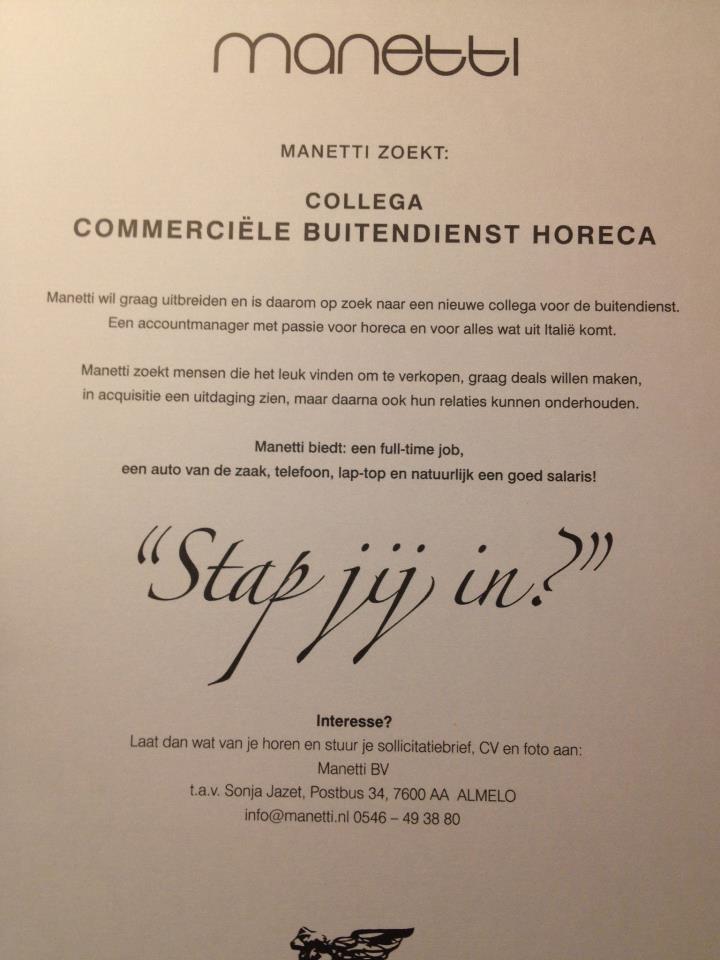 manetti
MANETTI ZOEKT:
COLLEGA
COMMERCIËLE BUITENDIENST HORECA
Manetti wil graag uitbreiden en is daarom op zoek naar een nieuwe collega voor de buitendienst.
Een accountmanager met passie voor horeca en voor alles wat uit Italië komt.
Manetti zoekt mensen die het leuk vinden om te verkopen, graag deals willen maken,
in acquisitie een uitdaging zien, maar daarna ook hun relaties kunnen onderhouden.
Manetti biedt: een full-time job,
een auto van de zaak, telefoon, lap-top en natuurlijk een goed salaris!
“Stap jij in?”
Interesse?
Laat dan wat van je horen en stuur je sollicitatiebrief, CV en foto aan:
Manetti BV
t.a.v. Sonja Jazet, Postbus 34, 7600 AA ALMELO
info@manetti.nl 0546 – 49 38 80